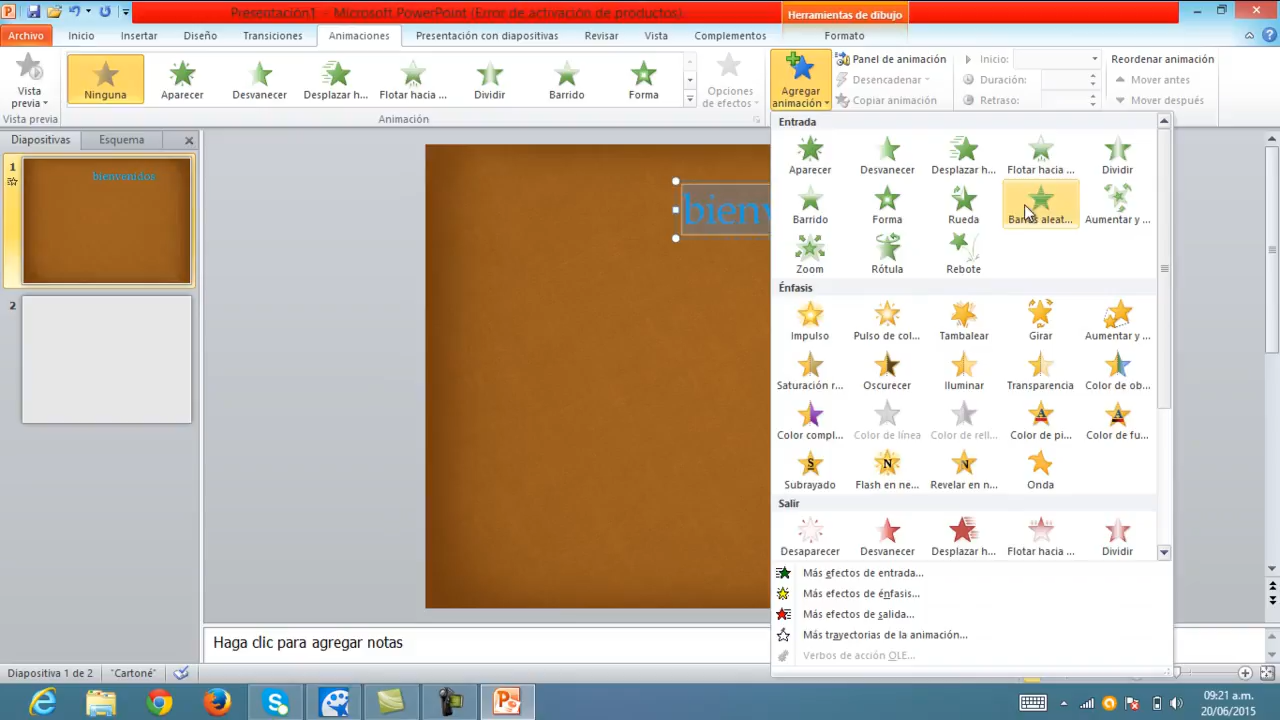 Presentación1 - Microsoft PowerPoint (Error de activación de productos)
Herramientas de dibujo
Archivo
Inicio
Insertar
Diseño
Transiciones
Animaciones
Presentación con diapositivas
Revisar
Vista
Complementos
Formato
Vista previa
Ninguna
Aparecer
Desvanecer
Desplazar h...
Flotar hacia ...
Dividir
Barrido
Forma
Opciones de efectos
Agregar animación
Panel de animación
Desencadenar
Copiar animación
Inicio:
Duración:
Retraso:
Reordenar animación
Mover antes
Mover después
Vista previa
Animación
Diapositivas
Esquema
1
bienvenidos
2
bienv
Entrada
Aparecer
Desvanecer
Desplazar h...
Flotar hacia ...
Dividir
Barrido
Forma
Rueda
Barras aleat...
Aumentar y ...
Zoom
Rótula
Rebote
Énfasis
Impulso
Pulso de col...
Tambalear
Girar
Aumentar y ...
Saturación r...
Oscurecer
Iluminar
Transparencia
Color de ob...
Color compl...
Color de línea
Color de rell...
Color de pi...
Color de fu...
Subrayado
Flash en ne...
Revelar en n...
Onda
Salir
Desaparecer
Desvanecer
Desplazar h...
Flotar hacia ...
Dividir
Más efectos de entrada...
Más efectos de énfasis...
Más efectos de salida...
Más trayectorias de la animación...
Verbos de acción OLE...
Haga clic para agregar notas
Diapositiva 1 de 2
"Cartoné"
09:21 a.m.
20/06/2015